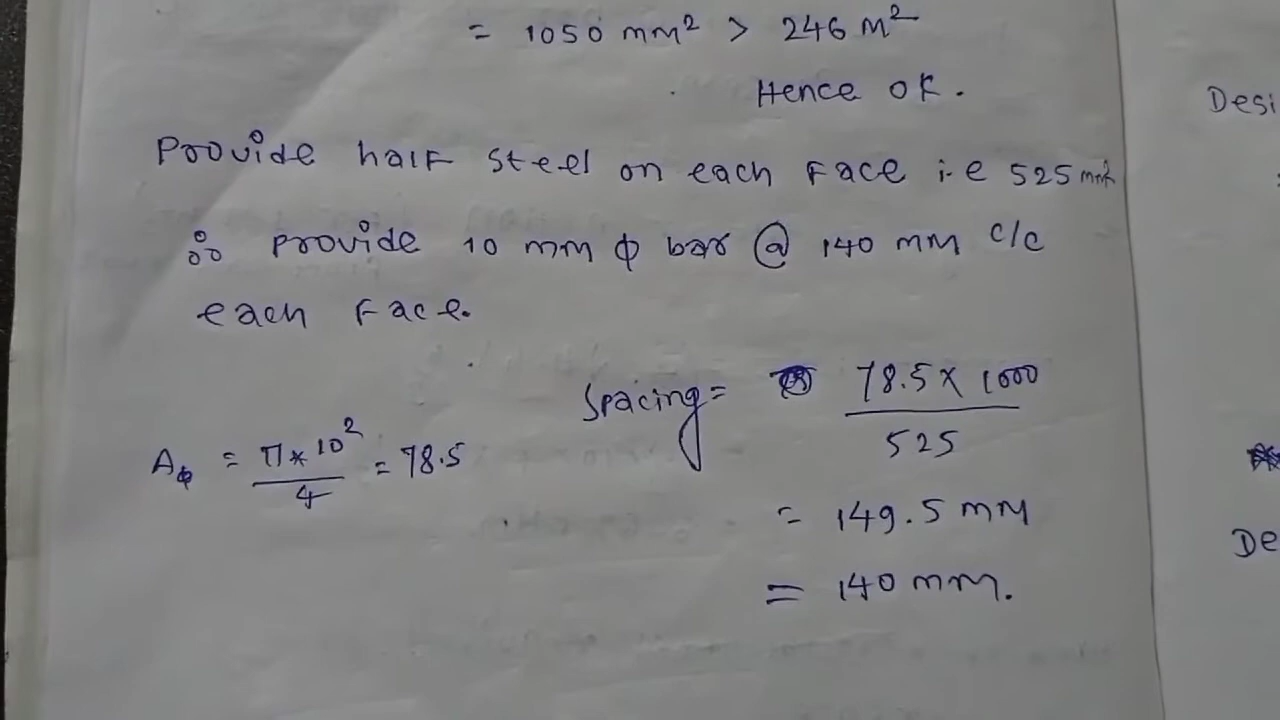 = 1050 mm² > 246 m²
Hence OK.
Desi
Provide half steel on each Face i.e 525 mm²
∴ provide 10 mm ϕ bar @ 140 mm c/c
each Face.
Spacing = 78.5 x 1000 / 525
Aϕ = π * 10² / 4 = 78.5
= 149.5 mm
De
= 140 mm.